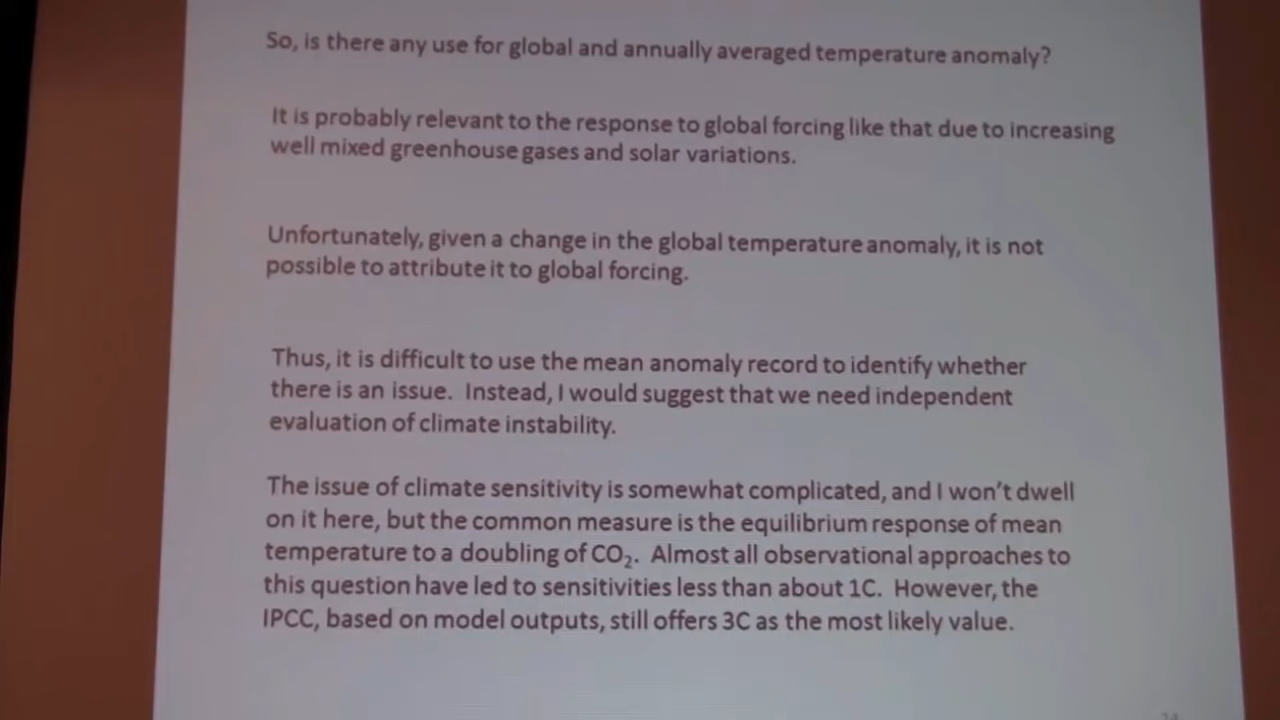 So, is there any use for global and annually averaged temperature anomaly?
It is probably relevant to the response to global forcing like that due to increasing
well mixed greenhouse gases and solar variations.
Unfortunately, given a change in the global temperature anomaly, it is not
possible to attribute it to global forcing.
Thus, it is difficult to use the mean anomaly record to identify whether
there is an issue.  Instead, I would suggest that we need independent
evaluation of climate instability.
The issue of climate sensitivity is somewhat complicated, and I won't dwell
on it here, but the common measure is the equilibrium response of mean
temperature to a doubling of CO₂.  Almost all observational approaches to
this question have led to sensitivities less than about 1C.  However, the
IPCC, based on model outputs, still offers 3C as the most likely value.